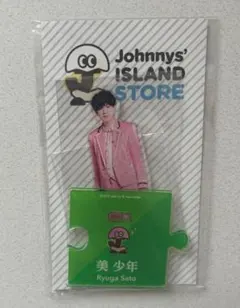 Johnnys'
ISLAND
STORE
美 少年
Ryuga Sato